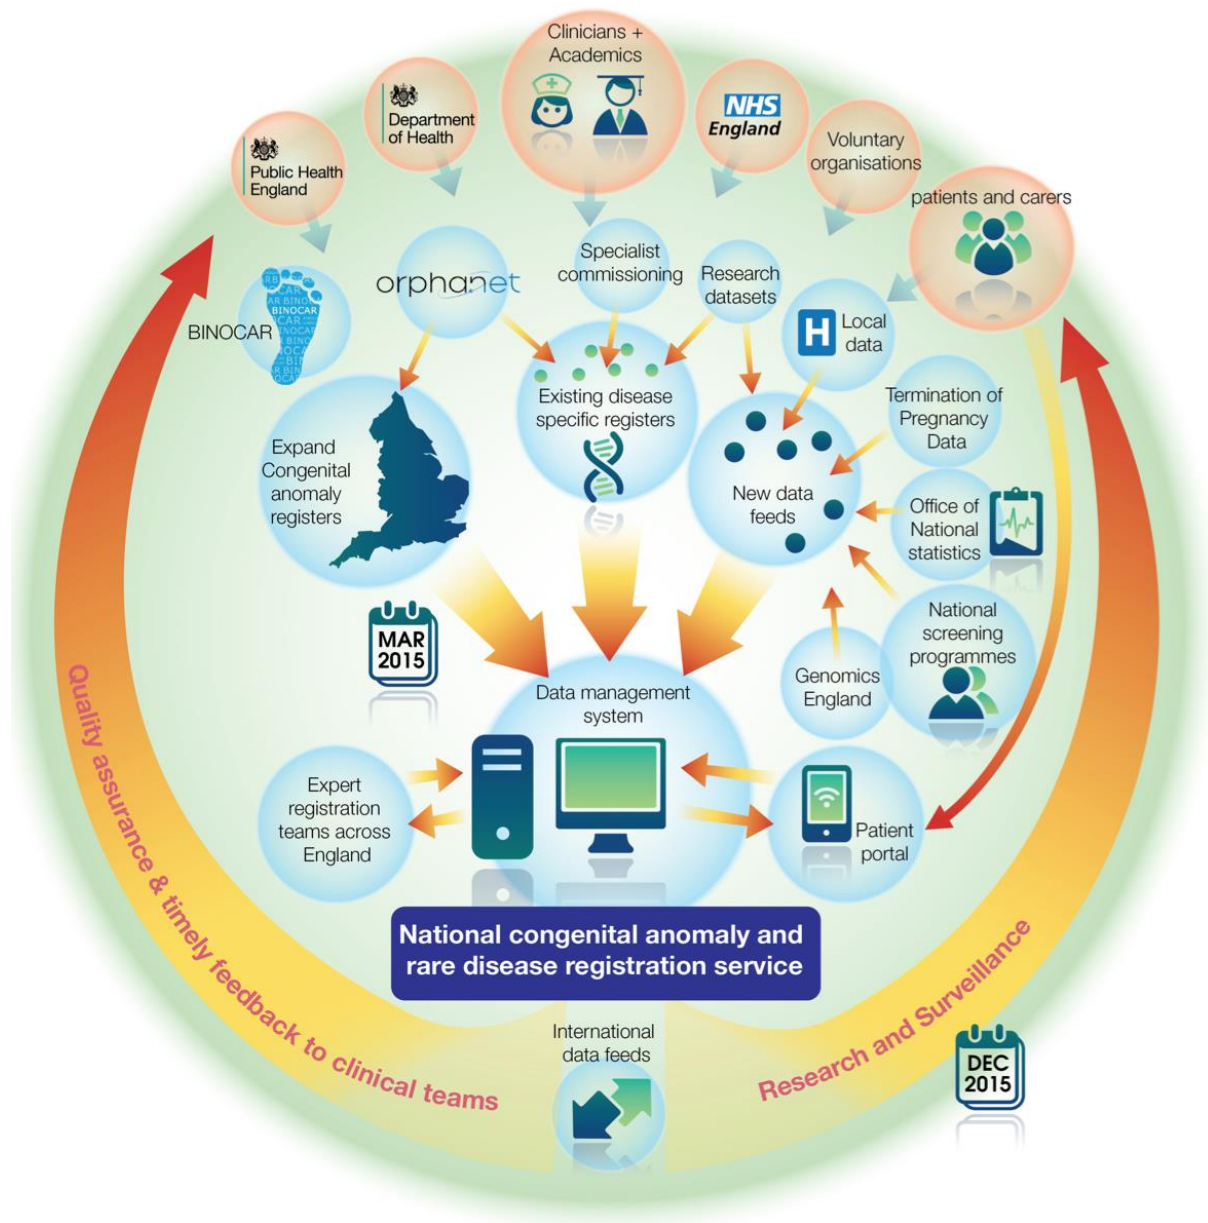 Clinicians +
Academics
Department
of Health
NHS
England
Public Health
England
Voluntary
organisations
patients and carers
orphanet
Specialist
commissioning
Research
datasets
BINOCAR
BINOCAR
H
Local
data
Existing disease
specific registers
Termination of
Pregnancy
Data
Expand
Congenital
anomaly
registers
New data
feeds
Office of
National
statistics
MAR
2015
National
screening
programmes
Genomics
England
Data management
system
Expert
registration
teams across
England
Patient
portal
National congenital anomaly and
rare disease registration service
Quality assurance & timely feedback to clinical teams
Research and Surveillance
International
data feeds
DEC
2015